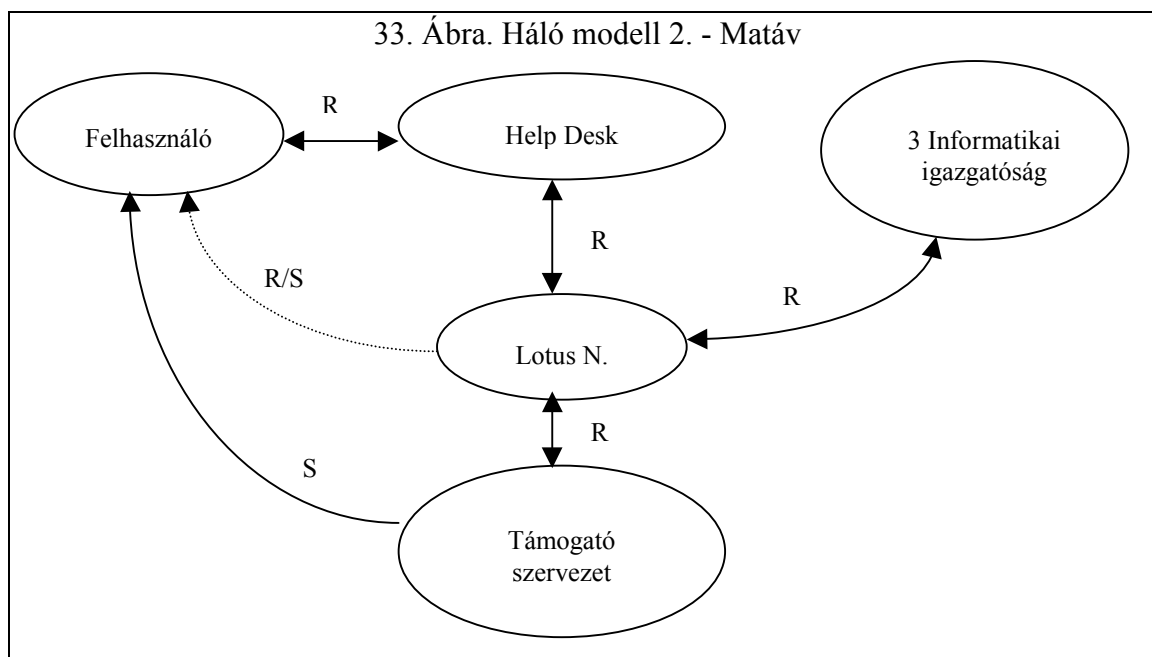 33. Ábra. Háló modell 2. - Matáv
Felhasználó
R
Help Desk
3 Informatikai
igazgatóság
R
R/S
R
Lotus N.
R
S
Támogató
szervezet